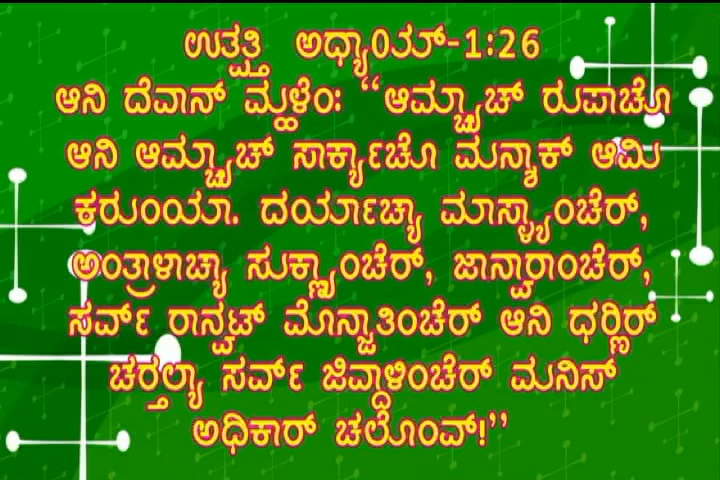 ಉತ್ಪತ್ತಿ ಅಧ್ಯಾ0ಯ್-1:26
ಆನಿ ದೆವಾನ್ ಮ್ಹಳೆಂ: “ಆಮ್ಚ್ಯಾಚ್ ರುಪಾಚೊ
ಆನಿ ಆಮ್ಚ್ಯಾಚ್ ಸಾರ್ಕ್ಯಾಚೊ ಮನ್ಶಾಕ್ ಆಮಿ
ಕರುಂಯಾ. ದರ್ಯಾಚ್ಯಾ ಮಾಸ್ಳ್ಯಾಂಚೆರ್,
ಅಂತ್ರಾಳಾಚ್ಯಾ ಸುಕ್ಣ್ಯಾಂಚೆರ್, ಜಾನ್ವಾರಾಂಚೆರ್,
ಸರ್ವ್ ರಾನ್ವಟ್ ಮೊನ್ಜಾತಿಂಚೆರ್ ಆನಿ ಧರ್‍ಣಿರ್
ಚರ್‍ತಲ್ಯಾ ಸರ್ವ್ ಜಿವ್ದಾಳಿಂಚೆರ್ ಮನಿಸ್
ಅಧಿಕಾರ್ ಚಲೊಂವ್!”